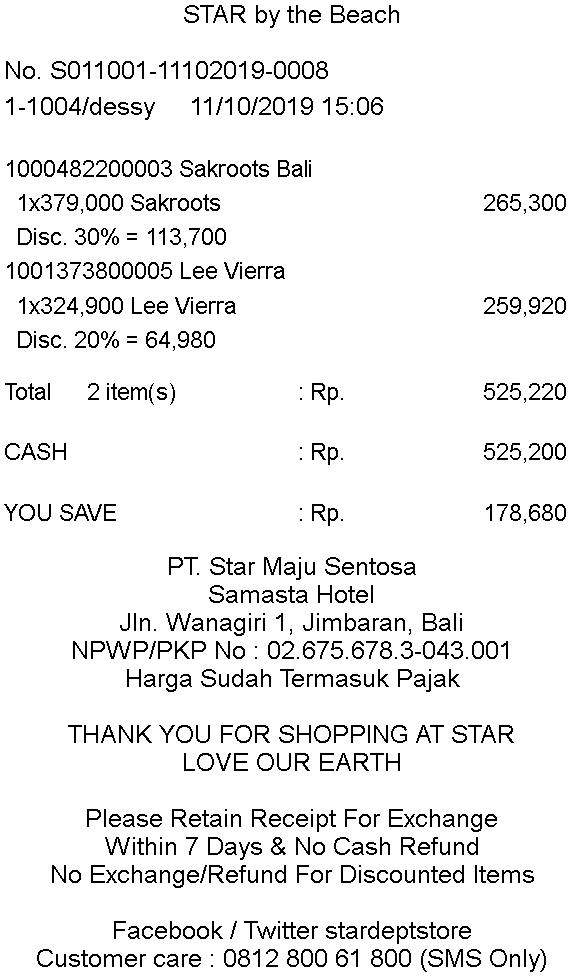 STAR by the Beach
No. S011001-11102019-0008
1-1004/dessy 11/10/2019 15:06
1000482200003 Sakroots Bali
1x379,000 Sakroots 265,300
Disc. 30% = 113,700
1001373800005 Lee Vierra
1x324,900 Lee Vierra 259,920
Disc. 20% = 64,980
Total 2 item(s) : Rp. 525,220
CASH : Rp. 525,200
YOU SAVE : Rp. 178,680
PT. Star Maju Sentosa
Samasta Hotel
Jln. Wanagiri 1, Jimbaran, Bali
NPWP/PKP No : 02.675.678.3-043.001
Harga Sudah Termasuk Pajak
THANK YOU FOR SHOPPING AT STAR
LOVE OUR EARTH
Please Retain Receipt For Exchange
Within 7 Days & No Cash Refund
No Exchange/Refund For Discounted Items
Facebook / Twitter stardeptstore
Customer care : 0812 800 61 800 (SMS Only)